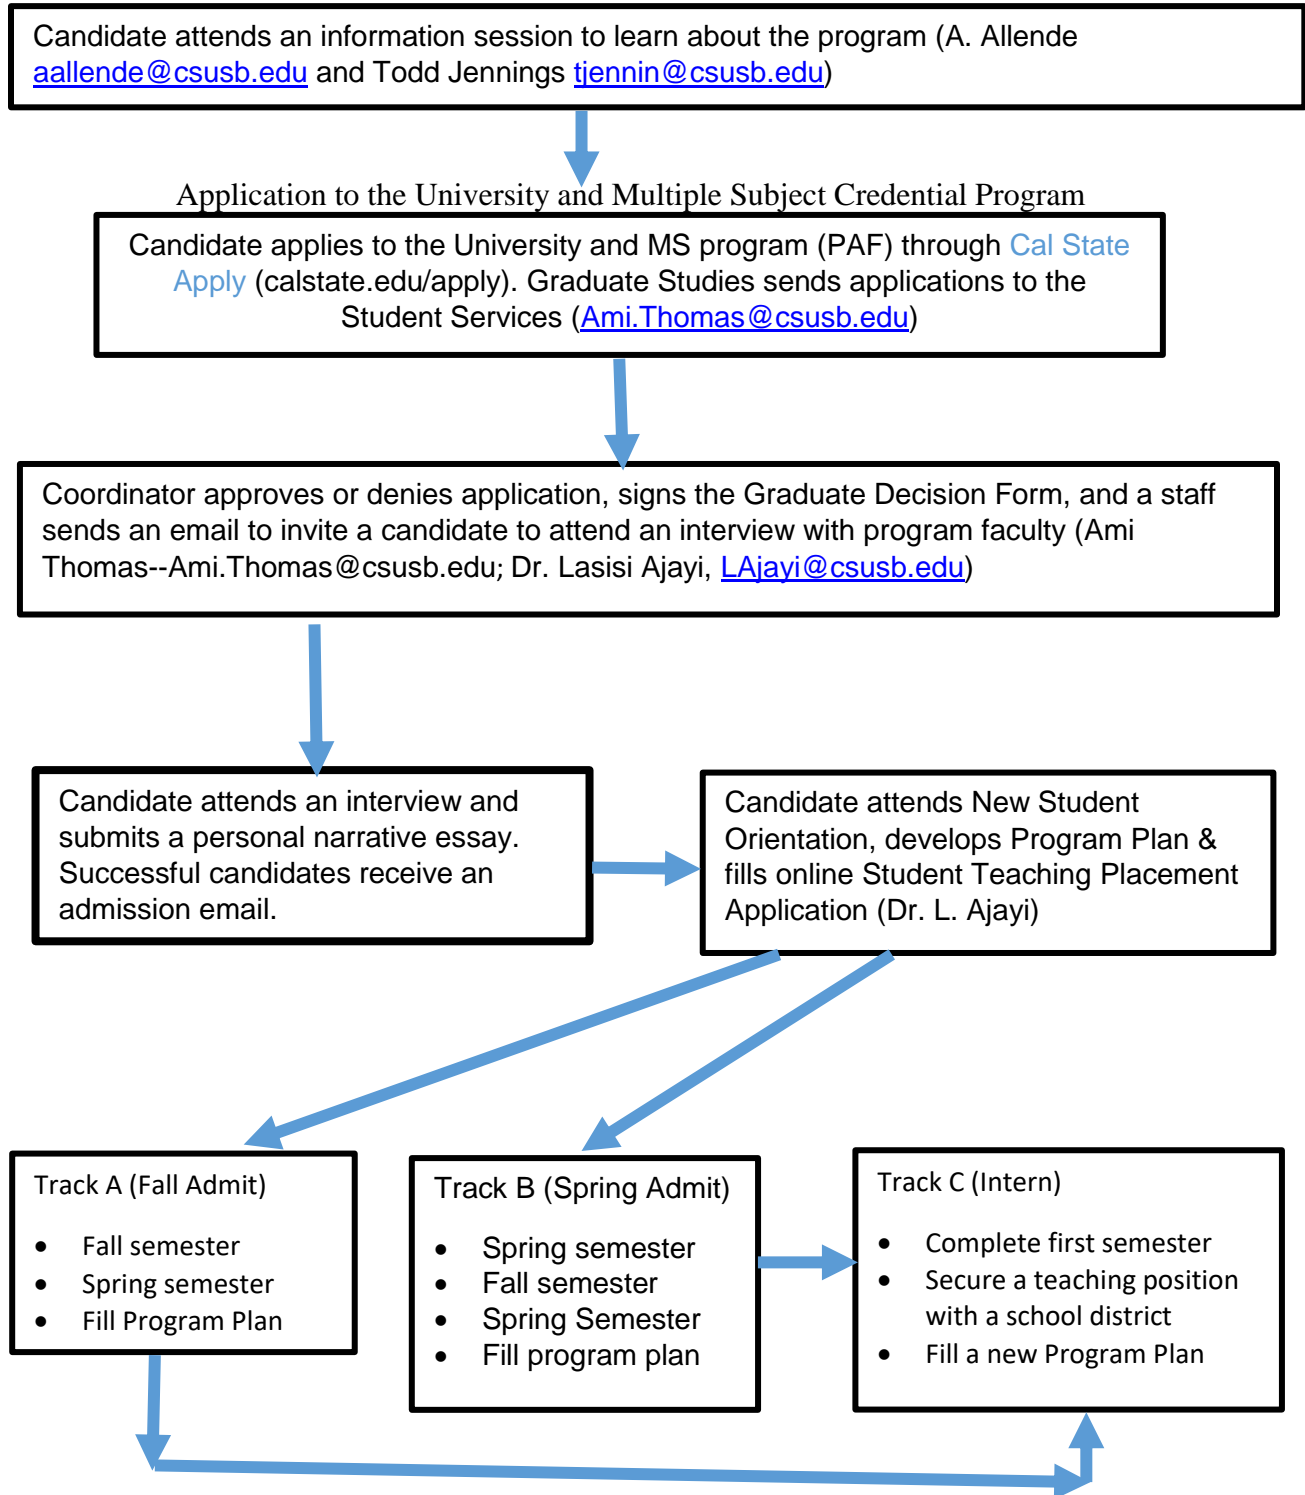 Candidate attends an information session to learn about the program (A. Allende
aallende@csusb.edu and Todd Jennings tjennin@csusb.edu)
Application to the University and Multiple Subject Credential Program
Candidate applies to the University and MS program (PAF) through Cal State
Apply (calstate.edu/apply). Graduate Studies sends applications to the
Student Services (Ami.Thomas@csusb.edu)
Coordinator approves or denies application, signs the Graduate Decision Form, and a staff
sends an email to invite a candidate to attend an interview with program faculty (Ami
Thomas--Ami.Thomas@csusb.edu; Dr. Lasisi Ajayi, LAjayi@csusb.edu)
Candidate attends an interview and
submits a personal narrative essay.
Successful candidates receive an
admission email.
Candidate attends New Student
Orientation, develops Program Plan &
fills online Student Teaching Placement
Application (Dr. L. Ajayi)
Track A (Fall Admit)
• Fall semester
• Spring semester
• Fill Program Plan
Track B (Spring Admit)
• Spring semester
• Fall semester
• Spring Semester
• Fill program plan
Track C (Intern)
• Complete first semester
• Secure a teaching position
with a school district
• Fill a new Program Plan